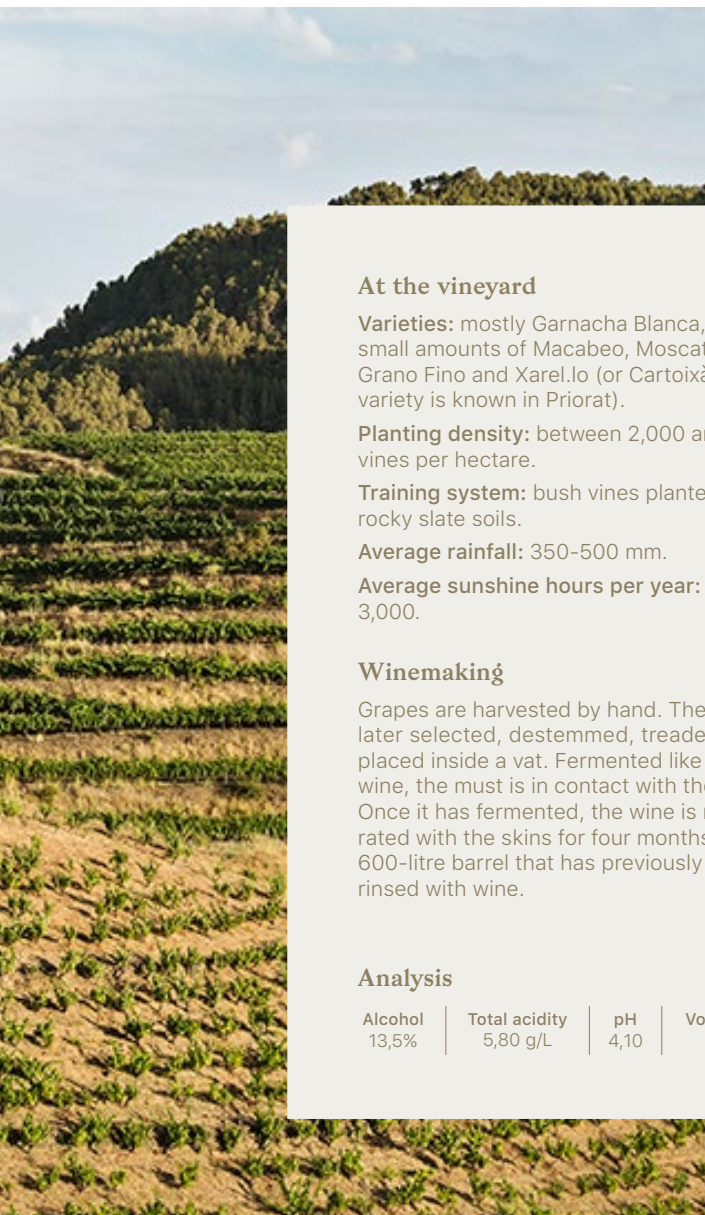 At the vineyard
Varieties: mostly Garnacha Blanca,
small amounts of Macabeo, Moscat
Grano Fino and Xarel.lo (or Cartoixà
variety is known in Priorat).
Planting density: between 2,000 a
vines per hectare.
Training system: bush vines plante
rocky slate soils.
Average rainfall: 350-500 mm.
Average sunshine hours per year:
3,000.
Winemaking
Grapes are harvested by hand. The
later selected, destemmed, treade
placed inside a vat. Fermented like
wine, the must is in contact with the
Once it has fermented, the wine is
rated with the skins for four months
600-litre barrel that has previously
rinsed with wine.
Analysis
Alcohol Total acidity pH Vo
13,5% 5,80 g/L 4,10